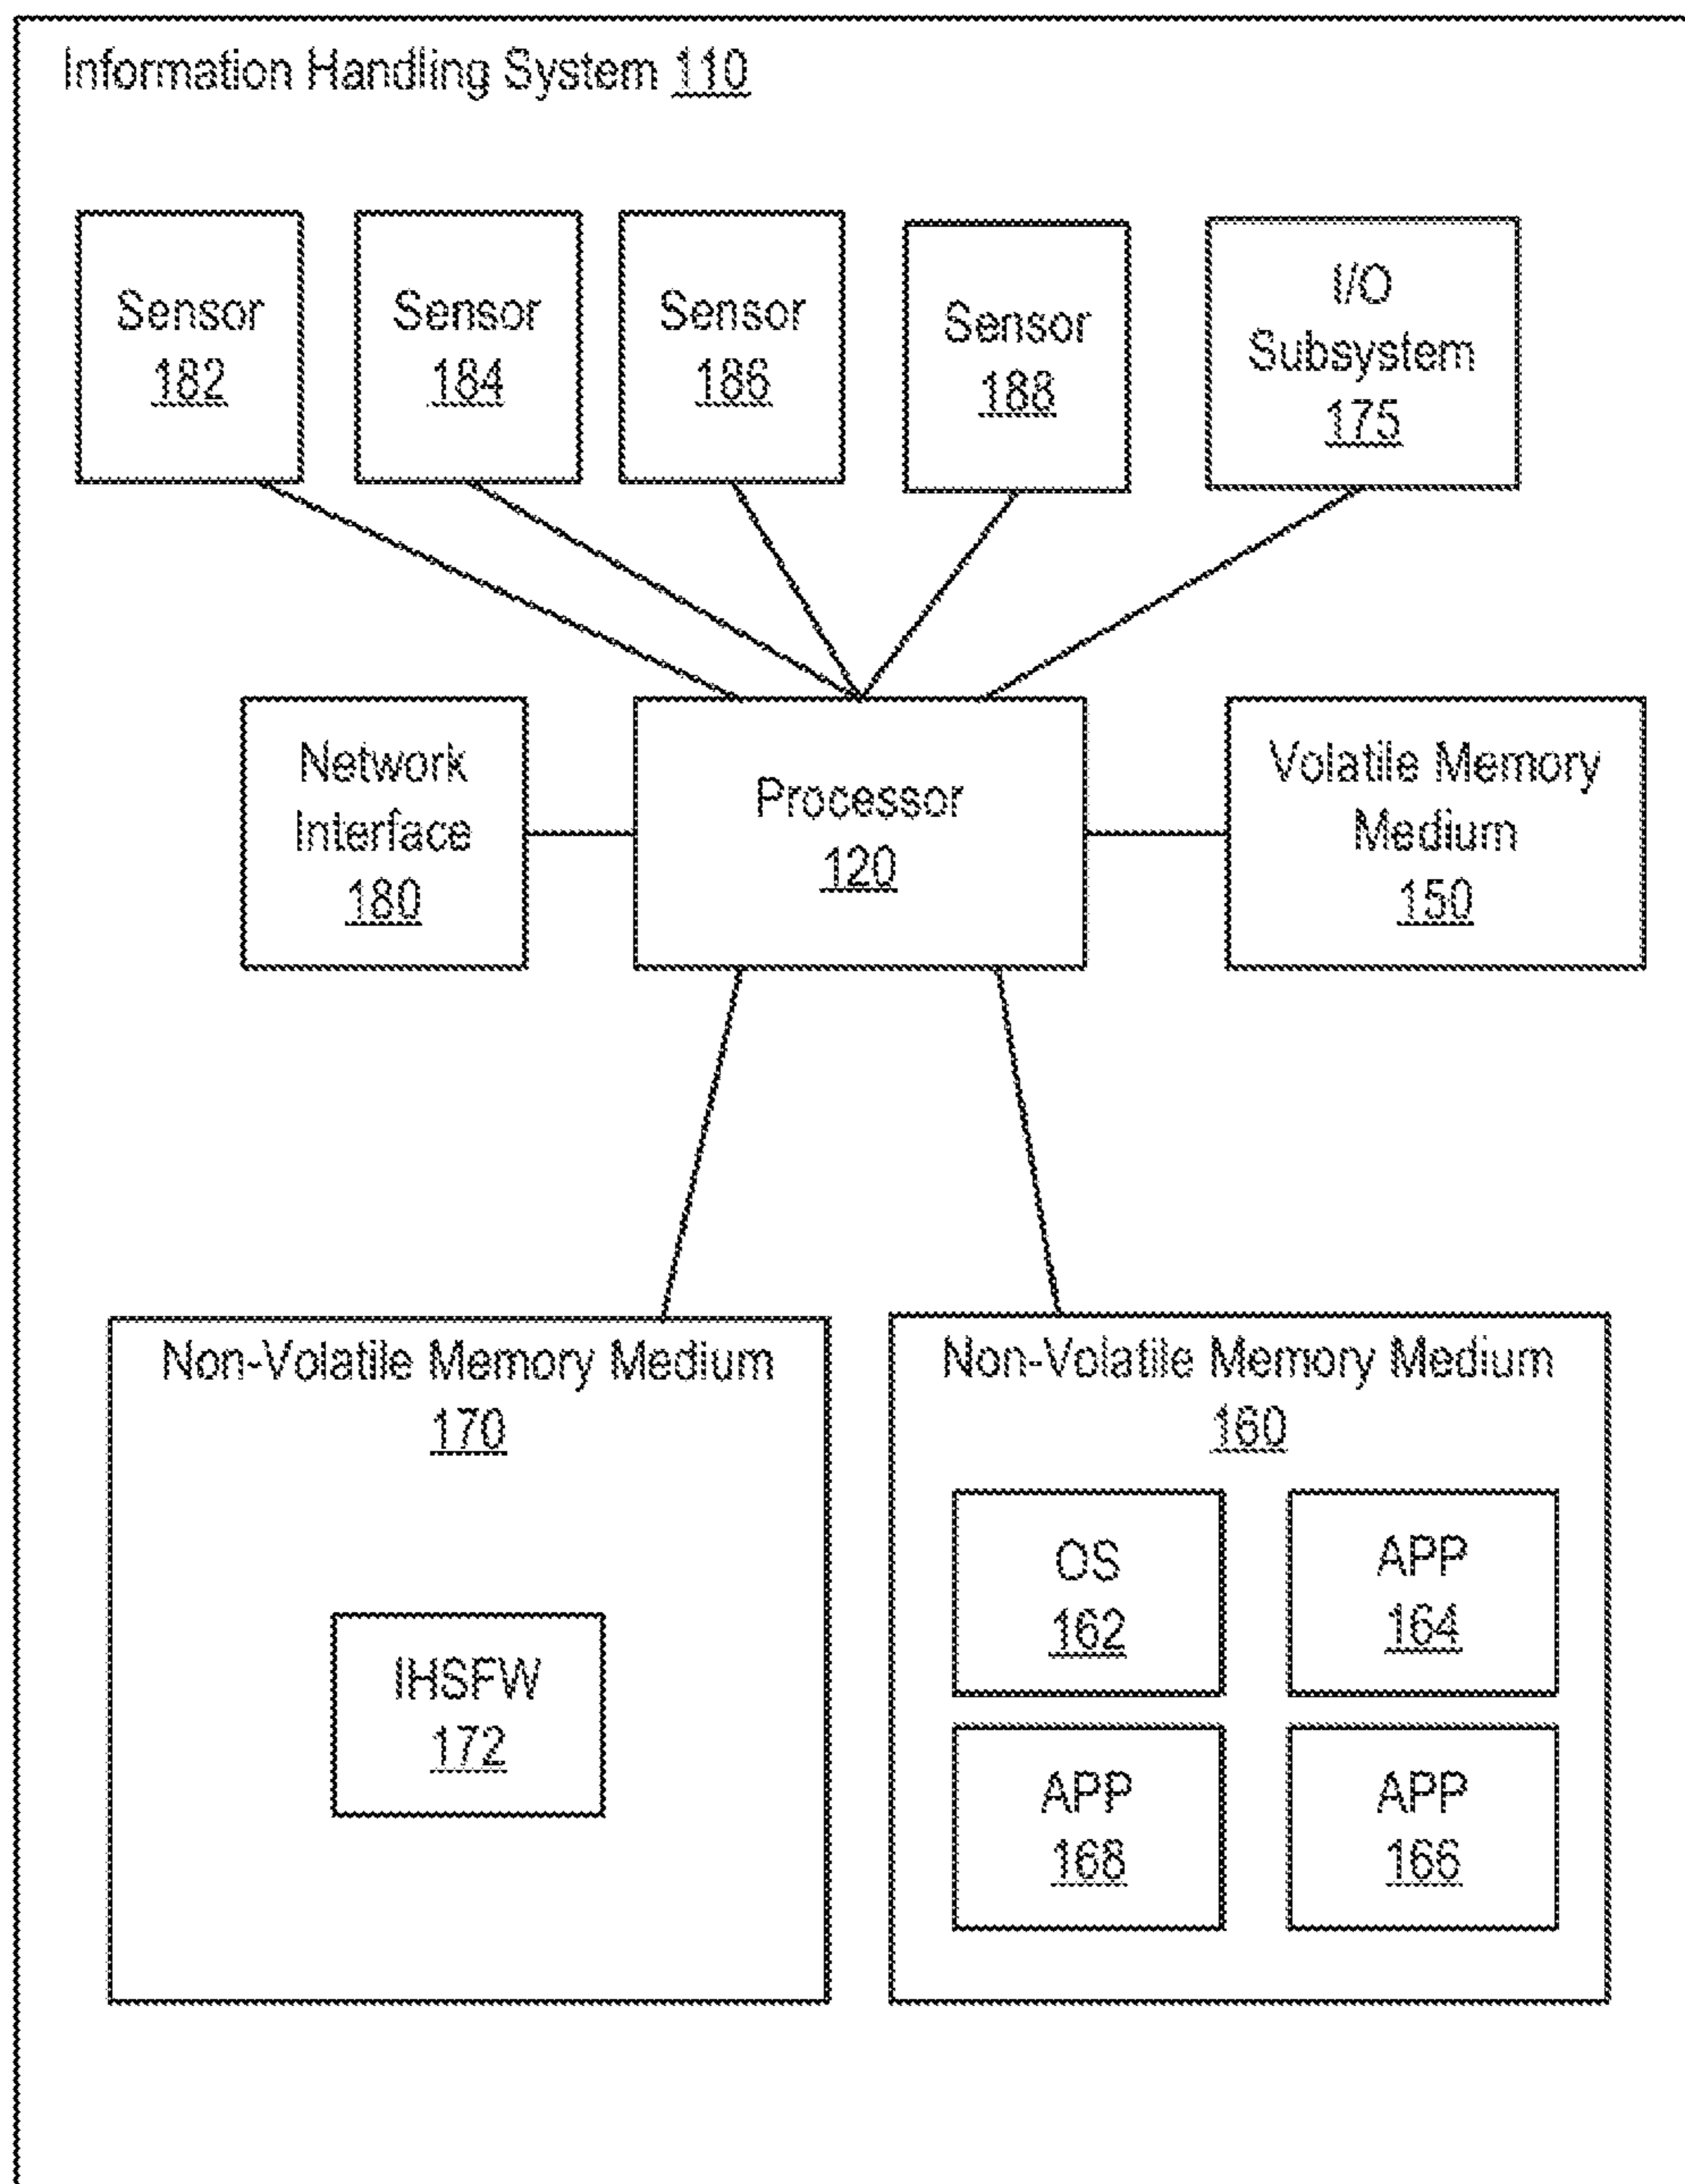 Information Handling System 110
Sensor
182
Sensor
184
Sensor
186
Sensor
188
I/O
Subsystem
175
Network
Interface
180
Processor
120
Volatile Memory
Medium
150
Non-Volatile Memory Medium
170
IHSFW
172
Non-Volatile Memory Medium
160
OS
162
APP
164
APP
168
APP
166